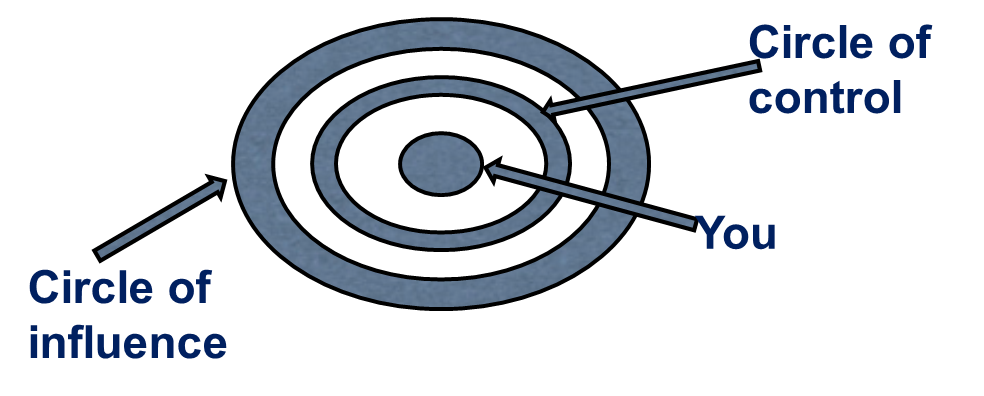 Circle of
control
You
Circle of
influence